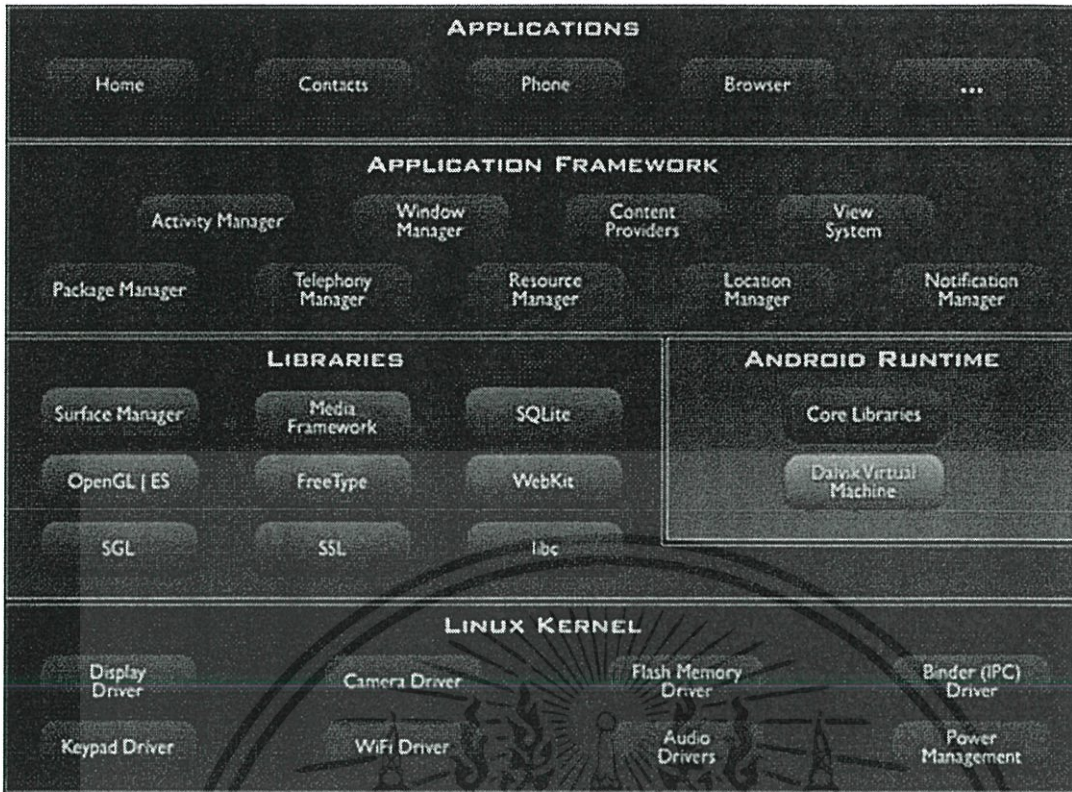 APPLICATIONS
Home
Contacts
Phone
Browser
...
APPLICATION FRAMEWORK
Activity Manager
Window
Manager
Content
Providers
View
System
Package Manager
Telephony
Manager
Resource
Manager
Location
Manager
Notification
Manager
LIBRARIES
Surface Manager
Media
Framework
SQLite
OpenGL | ES
FreeType
WebKit
SGL
SSL
libc
ANDROID RUNTIME
Core Libraries
Dalvik Virtual
Machine
LINUX KERNEL
Display
Driver
Camera Driver
Flash Memory
Driver
Binder (IPC)
Driver
Keypad Driver
WiFi Driver
Audio
Drivers
Power
Management